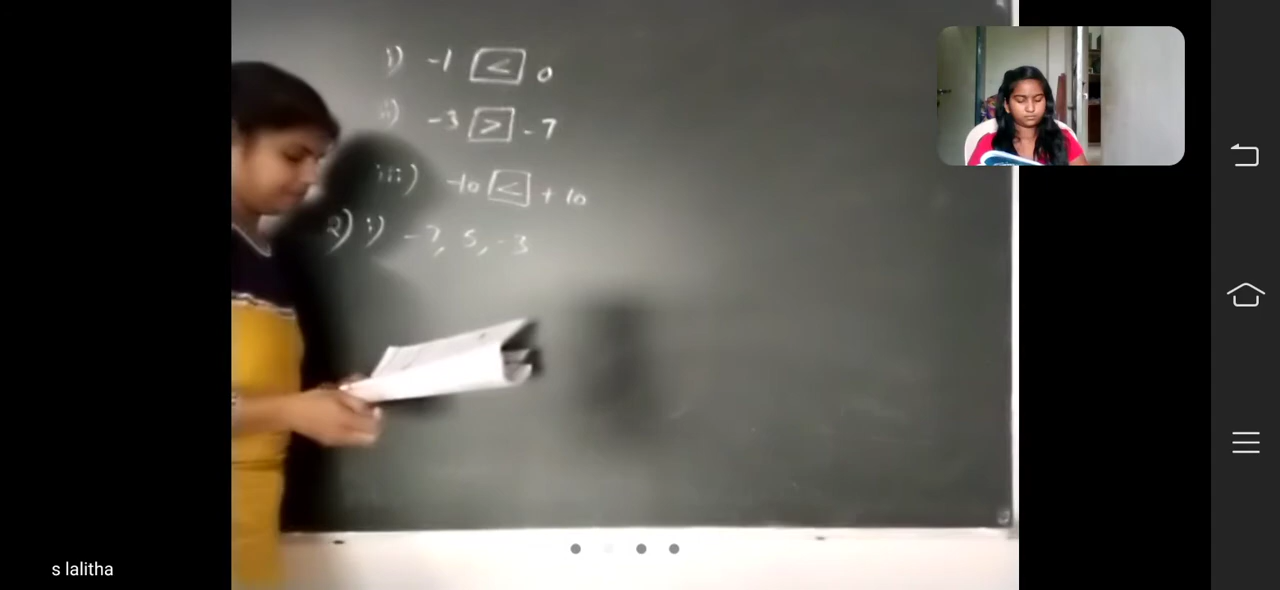 i) -1 < 0
ii) -3 > -7
iii) -10 < + 10
2) i) -7, 5, -3
s lalitha